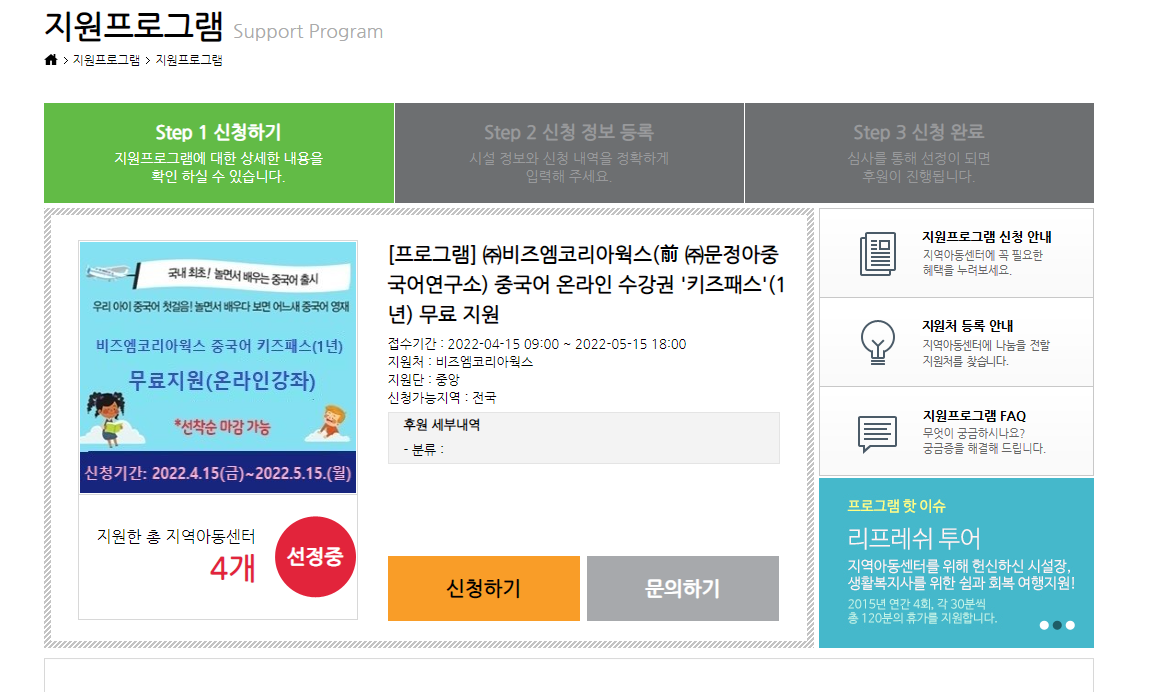 지원프로그램 Support Program
> 지원프로그램 > 지원프로그램
Step 1 신청하기
지원프로그램에 대한 상세한 내용을
확인 하실 수 있습니다.
Step 2 신청 정보 등록
시설 정보와 신청 내역을 정확하게
입력해 주세요.
Step 3 신청 완료
심사를 통해 선정이 되면
후원이 진행됩니다.
국내 최초! 놀면서 배우는 중국어 출시
우리 아이 중국어 첫걸음! 놀면서 배우다 보면 어느새 중국어 영재
비즈엠코리아웍스 중국어 키즈패스(1년)
무료지원(온라인강좌)
*선착순 마감 가능
신청기간: 2022.4.15(금)~2022.5.15.(월)
지원한 총 지역아동센터
4개
선정중
[프로그램] ㈜비즈엠코리아웍스(前 ㈜문정아중
국어연구소) 중국어 온라인 수강권 '키즈패스'(1
년) 무료 지원
접수기간 : 2022-04-15 09:00 ~ 2022-05-15 18:00
지원처 : 비즈엠코리아웍스
지원단 : 중앙
신청가능지역 : 전국
후원 세부내역
- 분류 :
신청하기
문의하기
지원프로그램 신청 안내
지역아동센터에 꼭 필요한
혜택을 누려보세요.
지원처 등록 안내
지역아동센터에 나눔을 전할
지원처를 찾습니다.
지원프로그램 FAQ
무엇이 궁금하시나요?
궁금증을 해결해 드립니다.
프로그램 핫 이슈
리프레쉬 투어
지역아동센터를 위해 헌신하신 시설장,
생활복지사를 위한 쉼과 회복 여행지원!
2015년 연간 4회, 각 30분씩
총 120분의 휴가를 지원합니다.